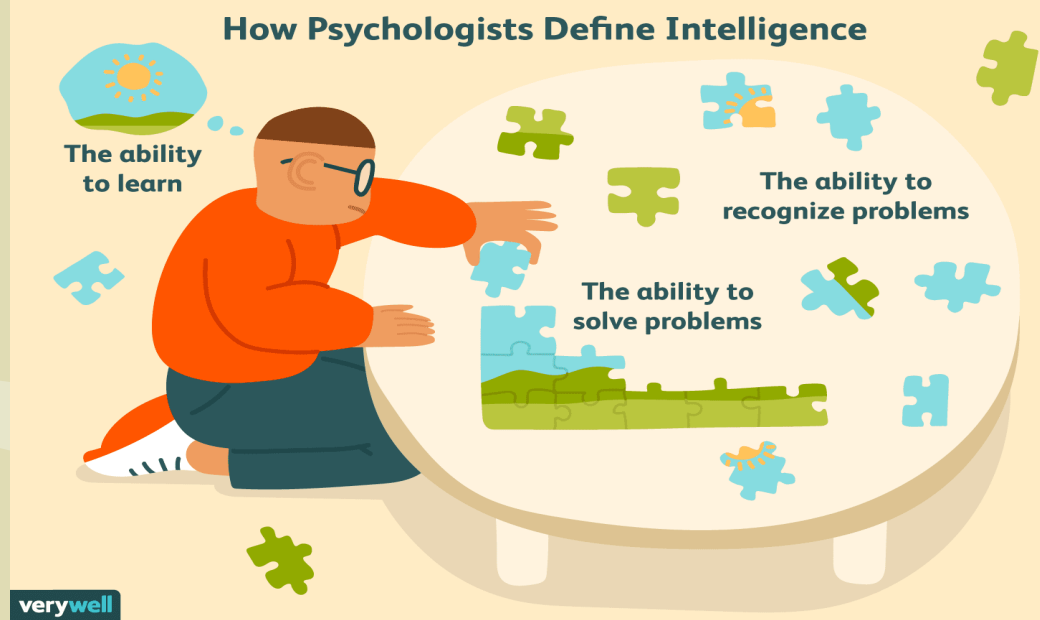 How Psychologists Define Intelligence
The ability
to learn
The ability to
recognize problems
The ability to
solve problems
verywell